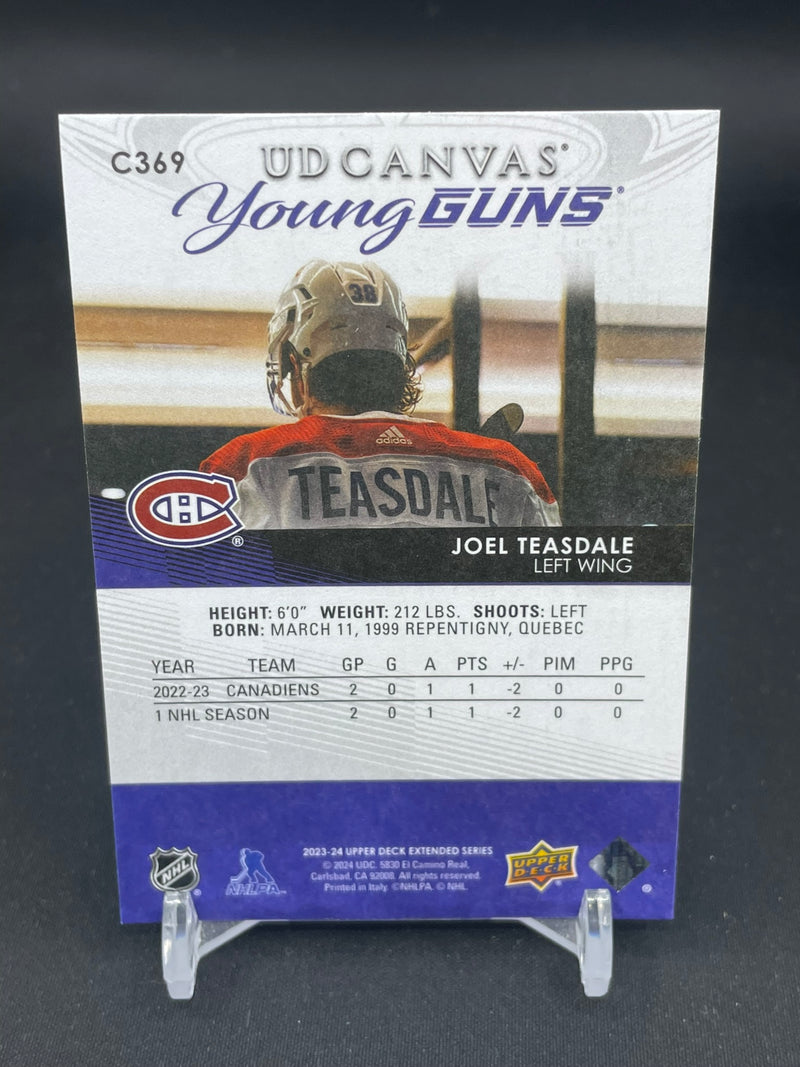 C369
UD CANVAS®
Young GUNS®
38
adidas
TEASDALE
®
JOEL TEASDALE
LEFT WING
HEIGHT: 6'0" WEIGHT: 212 LBS. SHOOTS: LEFT
BORN: MARCH 11, 1999 REPENTIGNY, QUEBEC
YEAR TEAM GP G A PTS +/- PIM PPG
2022-23 CANADIENS 2 0 1 1 -2 0 0
1 NHL SEASON 2 0 1 1 -2 0 0
2023-24 UPPER DECK EXTENDED SERIES
© 2024 UDC. 5830 El Camino Real,
Carlsbad, CA 92008. All rights reserved.
Printed in Italy. ©NHLPA. © NHL.
NHL ®
NHLPA
UPPER DECK
®